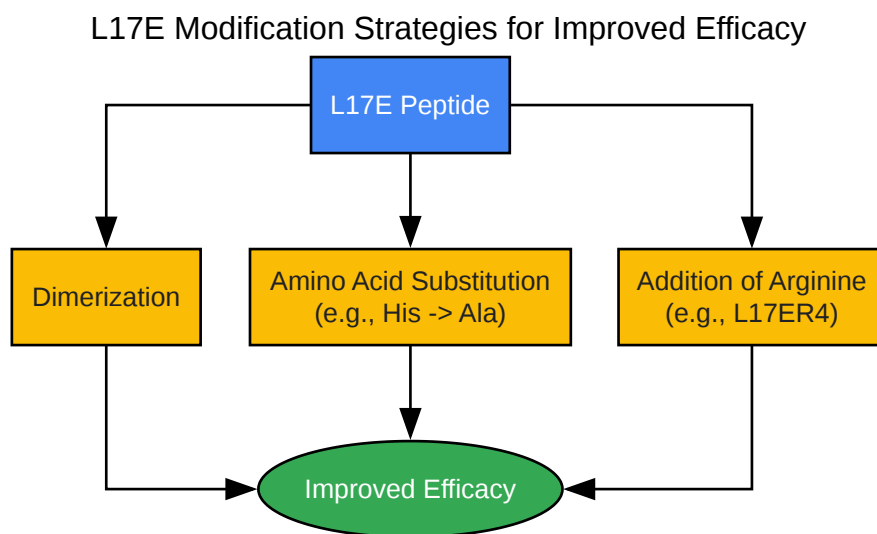 L17E Modification Strategies for Improved Efficacy
L17E Peptide
Dimerization
Amino Acid Substitution
(e.g., His -> Ala)
Addition of Arginine
(e.g., L17ER4)
Improved Efficacy